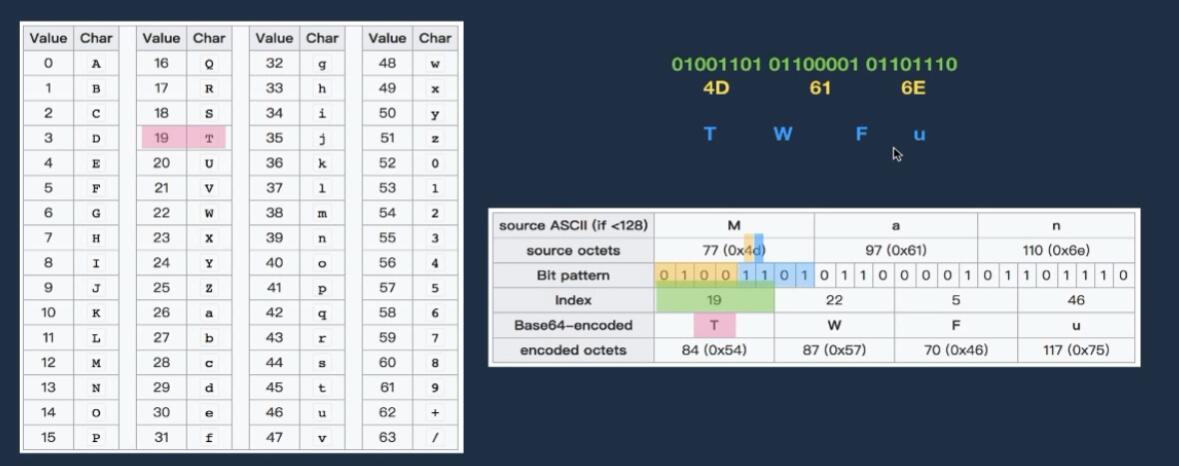 Value Char Value Char Value Char Value Char
0 A 16 Q 32 g 48 w
1 B 17 R 33 h 49 x
2 C 18 S 34 i 50 y
3 D 19 T 35 j 51 z
4 E 20 U 36 k 52 0
5 F 21 V 37 l 53 1
6 G 22 W 38 m 54 2
7 H 23 X 39 n 55 3
8 I 24 Y 40 o 56 4
9 J 25 Z 41 p 57 5
10 K 26 a 42 q 58 6
11 L 27 b 43 r 59 7
12 M 28 c 44 s 60 8
13 N 29 d 45 t 61 9
14 O 30 e 46 u 62 +
15 P 31 f 47 v 63 /
01001101 01100001 01101110
4D 61 6E
T W F u
source ASCII (if <128) M a n
source octets 77 (0x4d) 97 (0x61) 110 (0x6e)
Bit pattern 0 1 0 0 1 1 0 1 0 1 1 0 0 0 0 1 0 1 1 0 1 1 1 0
Index 19 22 5 46
Base64-encoded T W F u
encoded octets 84 (0x54) 87 (0x57) 70 (0x46) 117 (0x75)